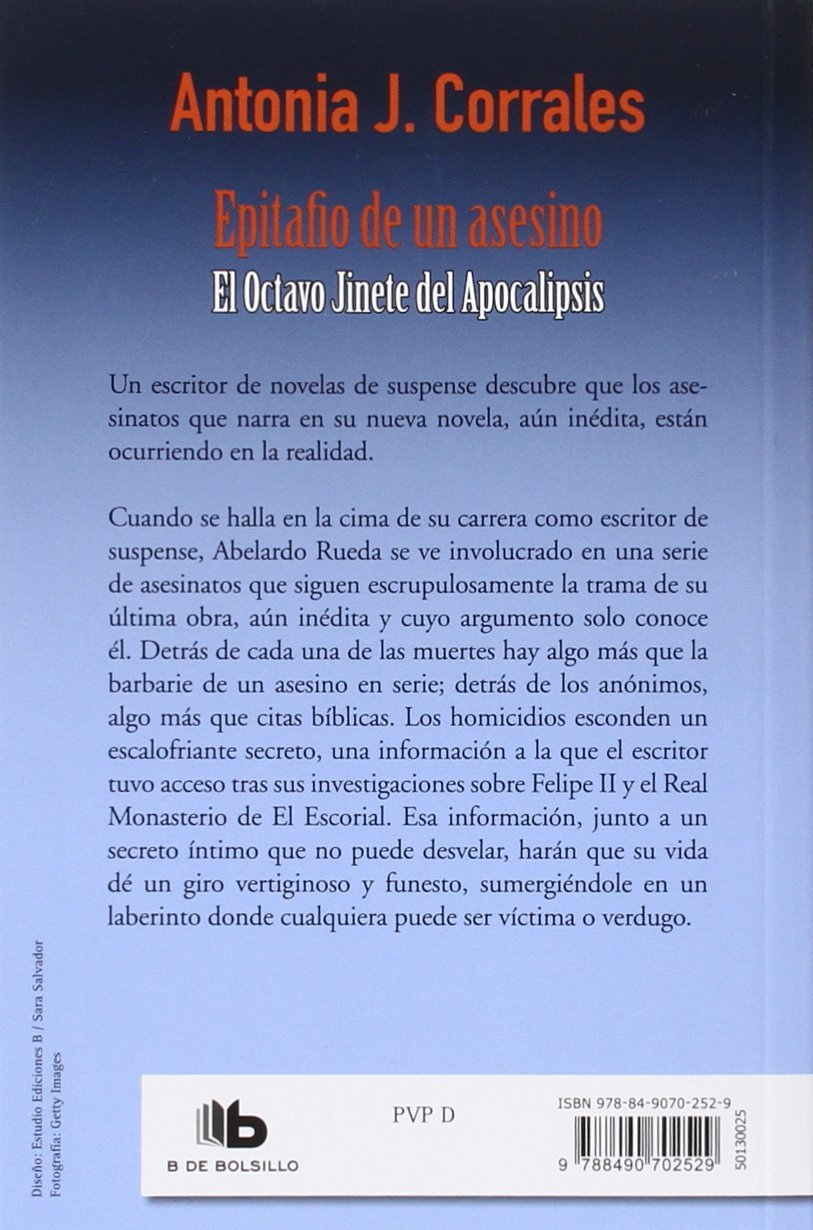 Antonia J. Corrales
Epitafio de un asesino
El Octavo Jinete del Apocalipsis
Un escritor de novelas de suspense descubre que los ase-
sinatos que narra en su nueva novela, aún inédita, están
ocurriendo en la realidad.
Cuando se halla en la cima de su carrera como escritor de
suspense, Abelardo Rueda se ve involucrado en una serie
de asesinatos que siguen escrupulosamente la trama de su
última obra, aún inédita y cuyo argumento solo conoce
él. Detrás de cada una de las muertes hay algo más que la
barbarie de un asesino en serie; detrás de los anónimos,
algo más que citas bíblicas. Los homicidios esconden un
escalofriante secreto, una información a la que el escritor
tuvo acceso tras sus investigaciones sobre Felipe II y el Real
Monasterio de El Escorial. Esa información, junto a un
secreto íntimo que no puede desvelar, harán que su vida
dé un giro vertiginoso y funesto, sumergiéndole en un
laberinto donde cualquiera puede ser víctima o verdugo.
Diseño: Estudio Ediciones B / Sara Salvador
Fotografía: Getty Images
b
B DE BOLSILLO
PVP D
ISBN 978-84-9070-252-9
9 788490 702529
50130025